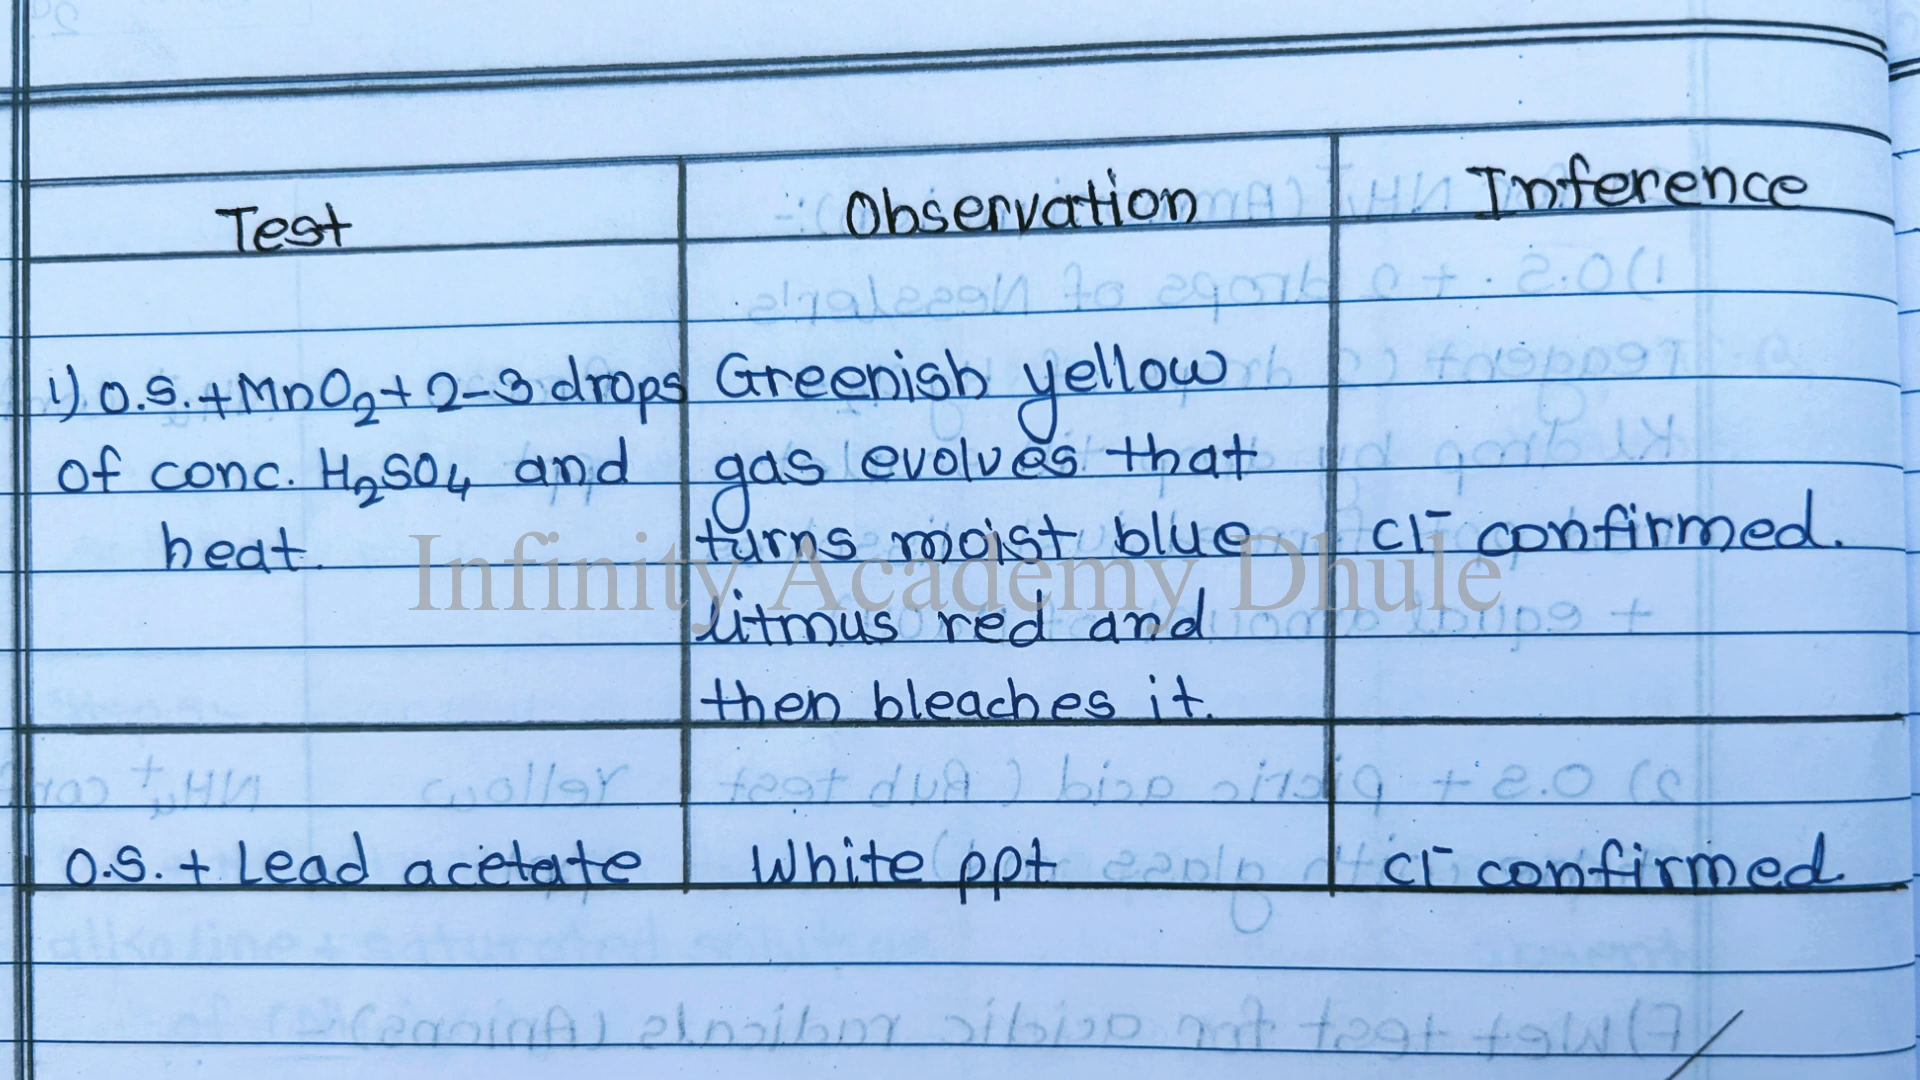 Test Observation Inference
1) O.S. + MnO2 + 2-3 drops Greenish yellow
of conc. H2SO4 and gas evolves that
heat. turns moist blue Cl⁻ confirmed.
litmus red and
then bleaches it.
O.S. + Lead acetate White ppt Cl⁻ confirmed.
Infinity Academy Dhule